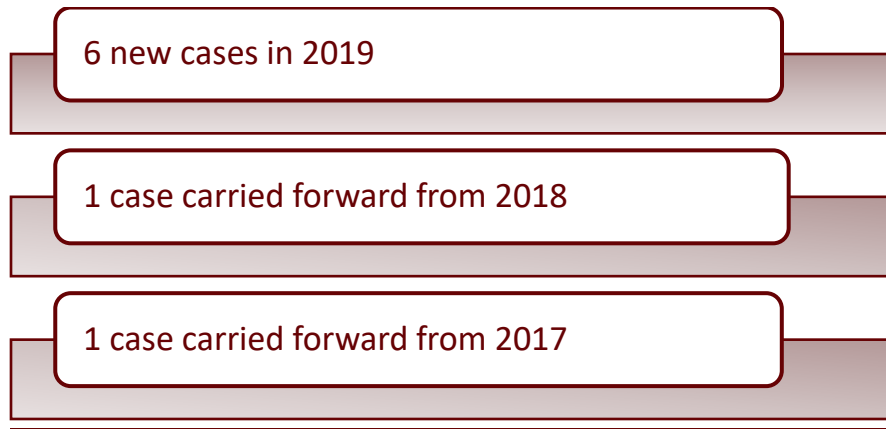 6 new cases in 2019
1 case carried forward from 2018
1 case carried forward from 2017